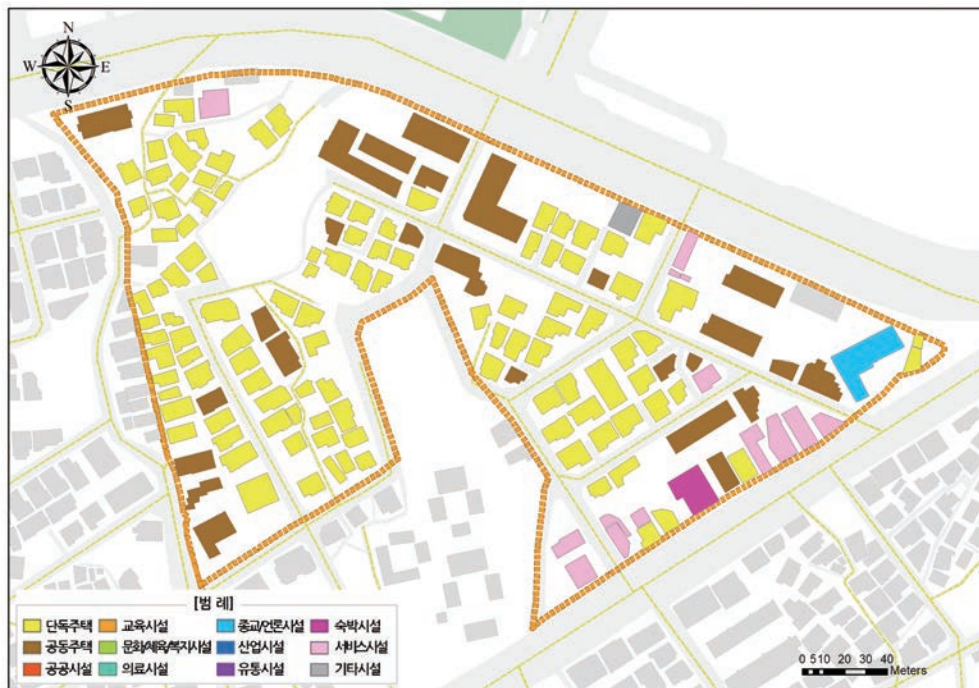 N
W E
S
[범 례]
단독주택 교육시설 종교/언론시설 숙박시설
공동주택 문화/체육/복지시설 산업시설 서비스시설
공공시설 의료시설 유통시설 기타시설
0 5 10 20 30 40
Meters